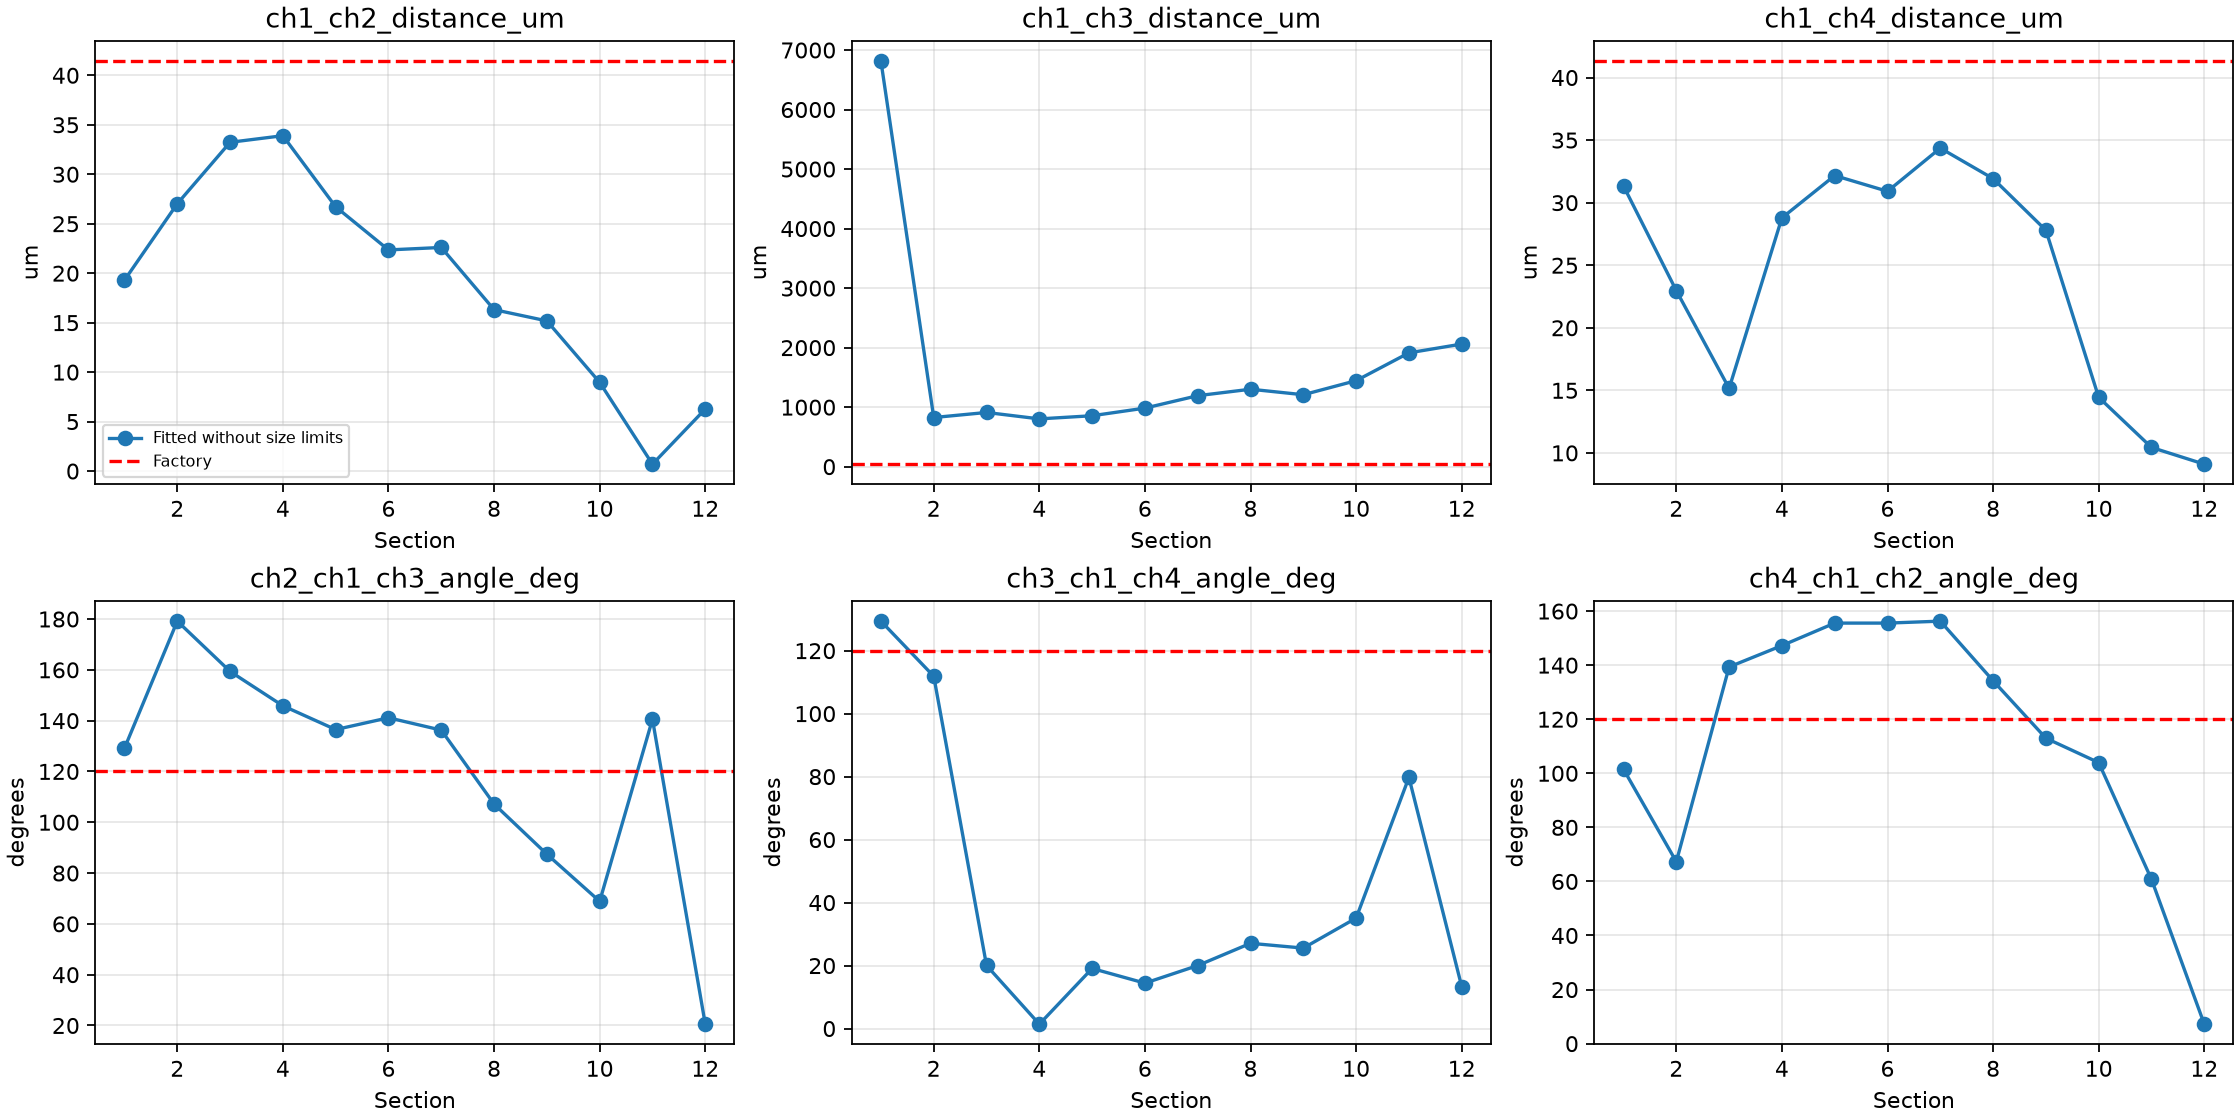 ch1_ch2_distance_um
40
35
30
25
20
15
10
5
0
um
Fitted without size limits
Factory
2 4 6 8 10 12
Section
ch1_ch3_distance_um
7000
6000
5000
4000
3000
2000
1000
0
um
2 4 6 8 10 12
Section
ch1_ch4_distance_um
40
35
30
25
20
15
10
um
2 4 6 8 10 12
Section
ch2_ch1_ch3_angle_deg
180
160
140
120
100
80
60
40
20
degrees
2 4 6 8 10 12
Section
ch3_ch1_ch4_angle_deg
120
100
80
60
40
20
0
degrees
2 4 6 8 10 12
Section
ch4_ch1_ch2_angle_deg
160
140
120
100
80
60
40
20
0
degrees
2 4 6 8 10 12
Section